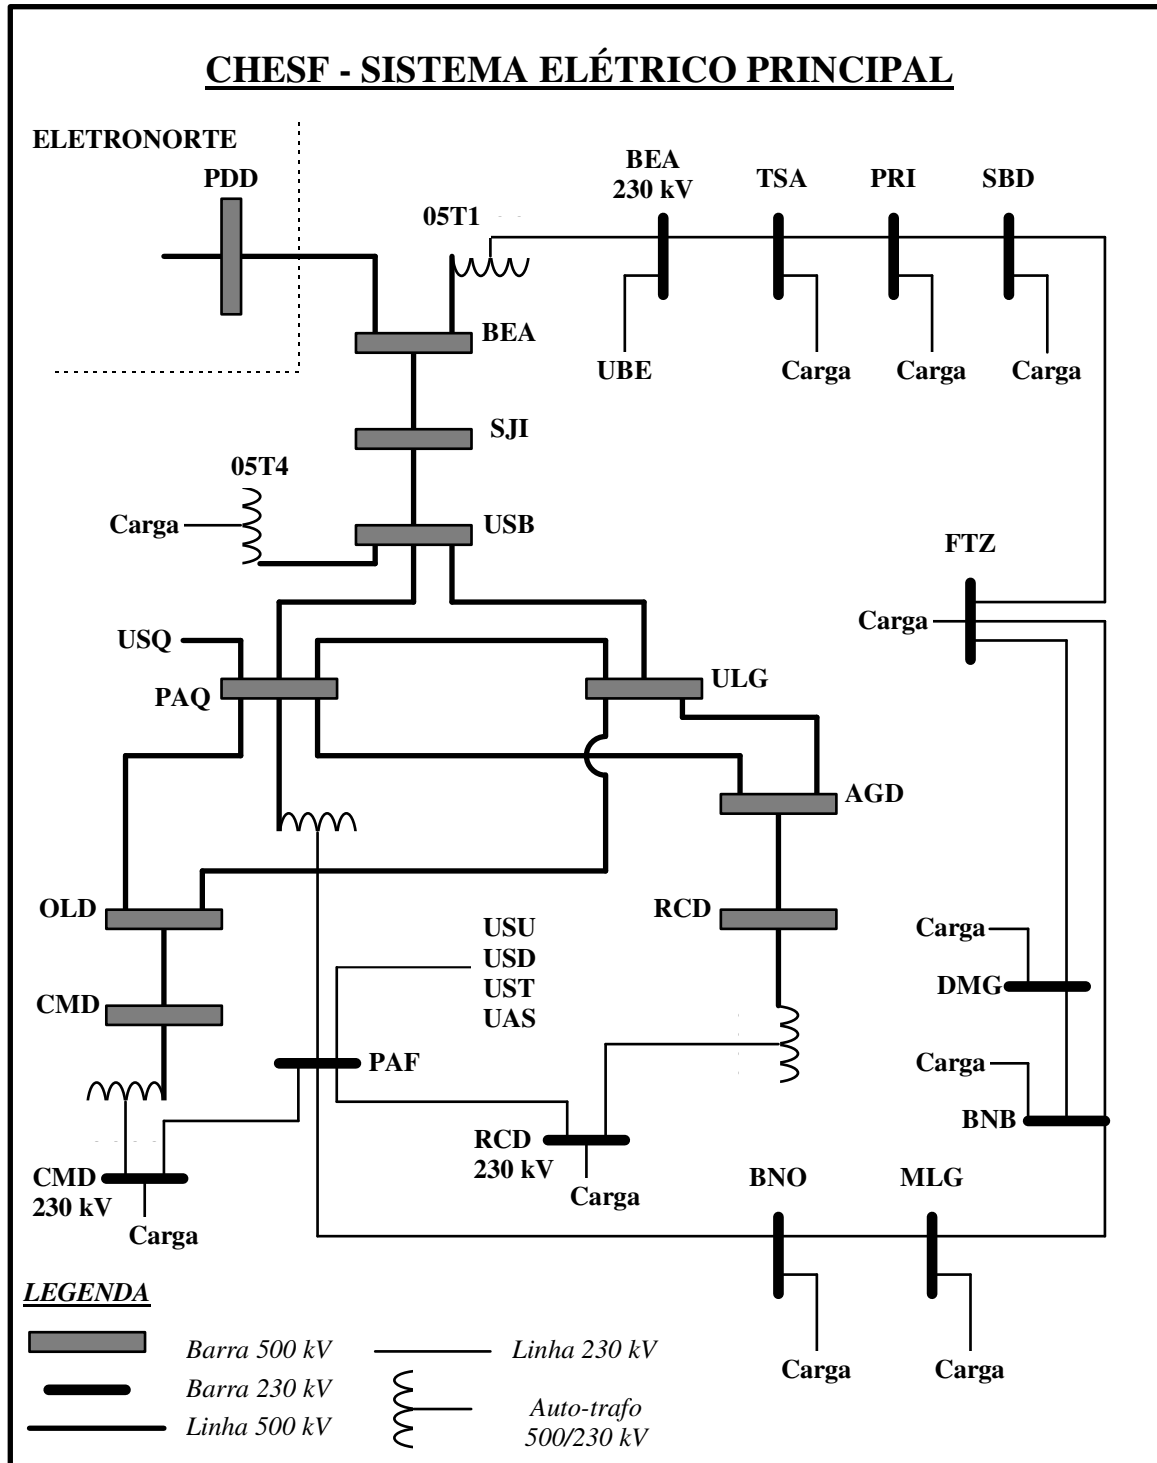 CHESF - SISTEMA ELÉTRICO PRINCIPAL
ELETRONORTE
PDD
05T1
BEA
230 kV
TSA
PRI
SBD
BEA
UBE
Carga
Carga
Carga
SJI
05T4
Carga
USB
FTZ
Carga
USQ
PAQ
ULG
AGD
OLD
RCD
USU
USD
UST
UAS
Carga
DMG
CMD
PAF
Carga
BNB
RCD
230 kV
Carga
CMD
230 kV
Carga
BNO
MLG
LEGENDA
Barra 500 kV
Linha 230 kV
Barra 230 kV
Linha 500 kV
Auto-trafo
500/230 kV
Carga
Carga